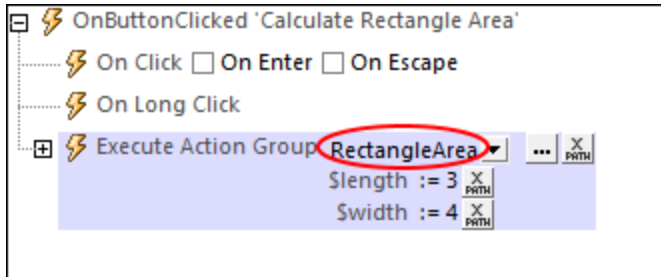 OnButtonClicked 'Calculate Rectangle Area'
On Click On Enter On Escape
On Long Click
Execute Action Group RectangleArea ... X PATH
$length := 3 X PATH
$width := 4 X PATH